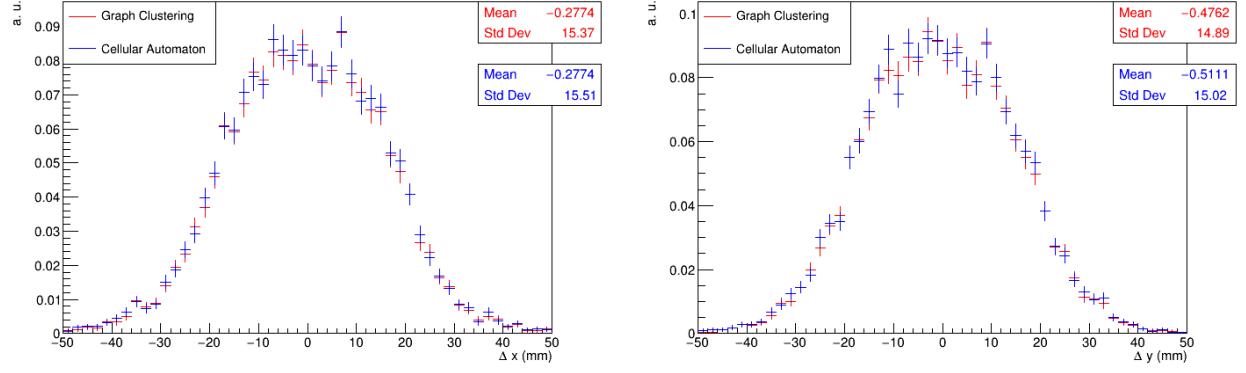 a. u.
Graph Clustering
Cellular Automaton
Mean −0.2774
Std Dev 15.37
Mean −0.2774
Std Dev 15.51
0.09
0.08
0.07
0.06
0.05
0.04
0.03
0.02
0.01
0
−50 −40 −30 −20 −10 0 10 20 30 40 50
Δ x (mm)
a. u.
Graph Clustering
Cellular Automaton
Mean −0.4762
Std Dev 14.89
Mean −0.5111
Std Dev 15.02
0.1
0.08
0.06
0.04
0.02
0
−50 −40 −30 −20 −10 0 10 20 30 40 50
Δ y (mm)